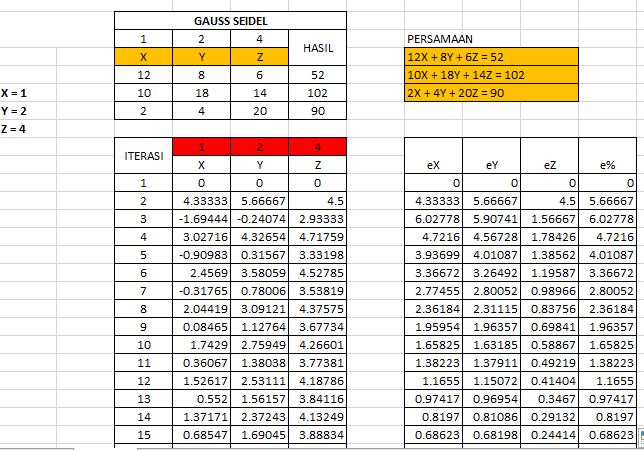 GAUSS SEIDEL
1 2 4 HASIL PERSAMAAN
X Y Z 12X + 8Y + 6Z = 52
12 8 6 52 10X + 18Y + 14Z = 102
X = 1 10 18 14 102 2X + 4Y + 20Z = 90
Y = 2 2 4 20 90
Z = 4
ITERASI 1 2 4
X Y Z eX eY eZ e%
1 0 0 0 0 0 0 0
2 4.33333 5.66667 4.5 4.33333 5.66667 4.5 5.66667
3 -1.69444 -0.24074 2.93333 6.02778 5.90741 1.56667 6.02778
4 3.02716 4.32654 4.71759 4.7216 4.56728 1.78426 4.7216
5 -0.90983 0.31567 3.33198 3.93699 4.01087 1.38562 4.01087
6 2.4569 3.58059 4.52785 3.36672 3.26492 1.19587 3.36672
7 -0.31765 0.78006 3.53819 2.77455 2.80052 0.98966 2.80052
8 2.04419 3.09121 4.37575 2.36184 2.31115 0.83756 2.36184
9 0.08465 1.12764 3.67734 1.95954 1.96357 0.69841 1.96357
10 1.7429 2.75949 4.26601 1.65825 1.63185 0.58867 1.65825
11 0.36067 1.38038 3.77381 1.38223 1.37911 0.49219 1.38223
12 1.52617 2.53111 4.18786 1.1655 1.15072 0.41404 1.1655
13 0.552 1.56157 3.84116 0.97417 0.96954 0.3467 0.97417
14 1.37171 2.37243 4.13249 0.8197 0.81086 0.29132 0.8197
15 0.68547 1.69045 3.88834 0.68623 0.68198 0.24414 0.68623